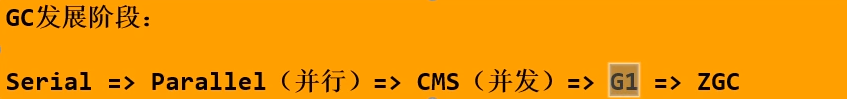 GC发展阶段：
Serial => Parallel（并行）=> CMS（并发）=> G1 => ZGC